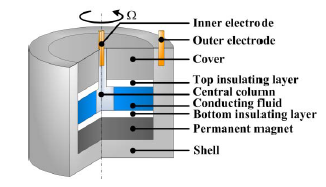 Ω
Inner electrode
Outer electrode
Cover
Top insulating layer
Central column
Conducting fluid
Bottom insulating layer
Permanent magnet
Shell